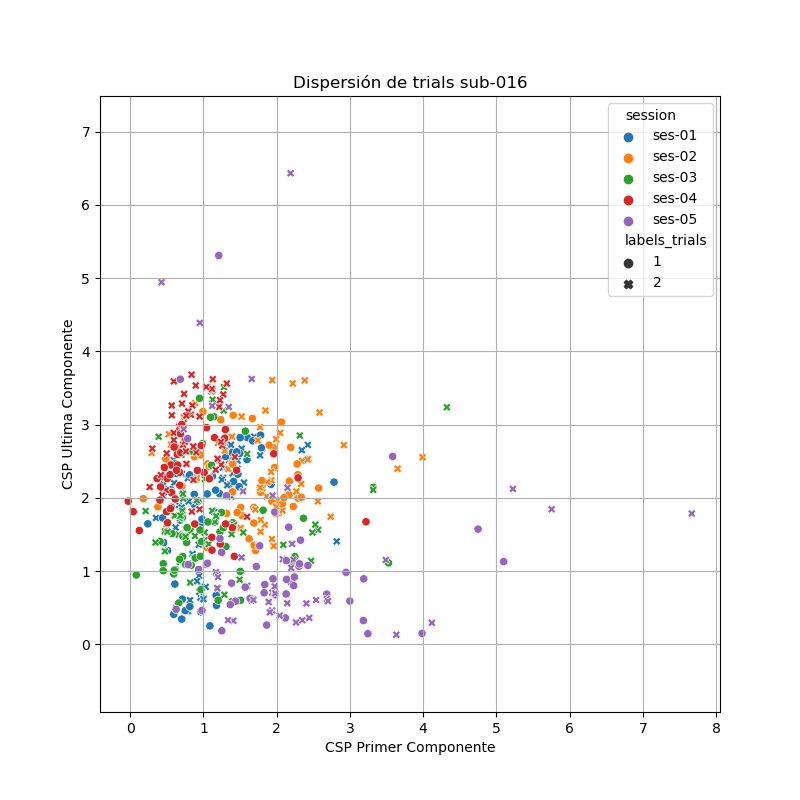 Dispersión de trials sub-016
session
ses-01
ses-02
ses-03
ses-04
ses-05
labels_trials
1
2
CSP Ultima Componente
7
6
5
4
3
2
1
0
0 1 2 3 4 5 6 7 8
CSP Primer Componente